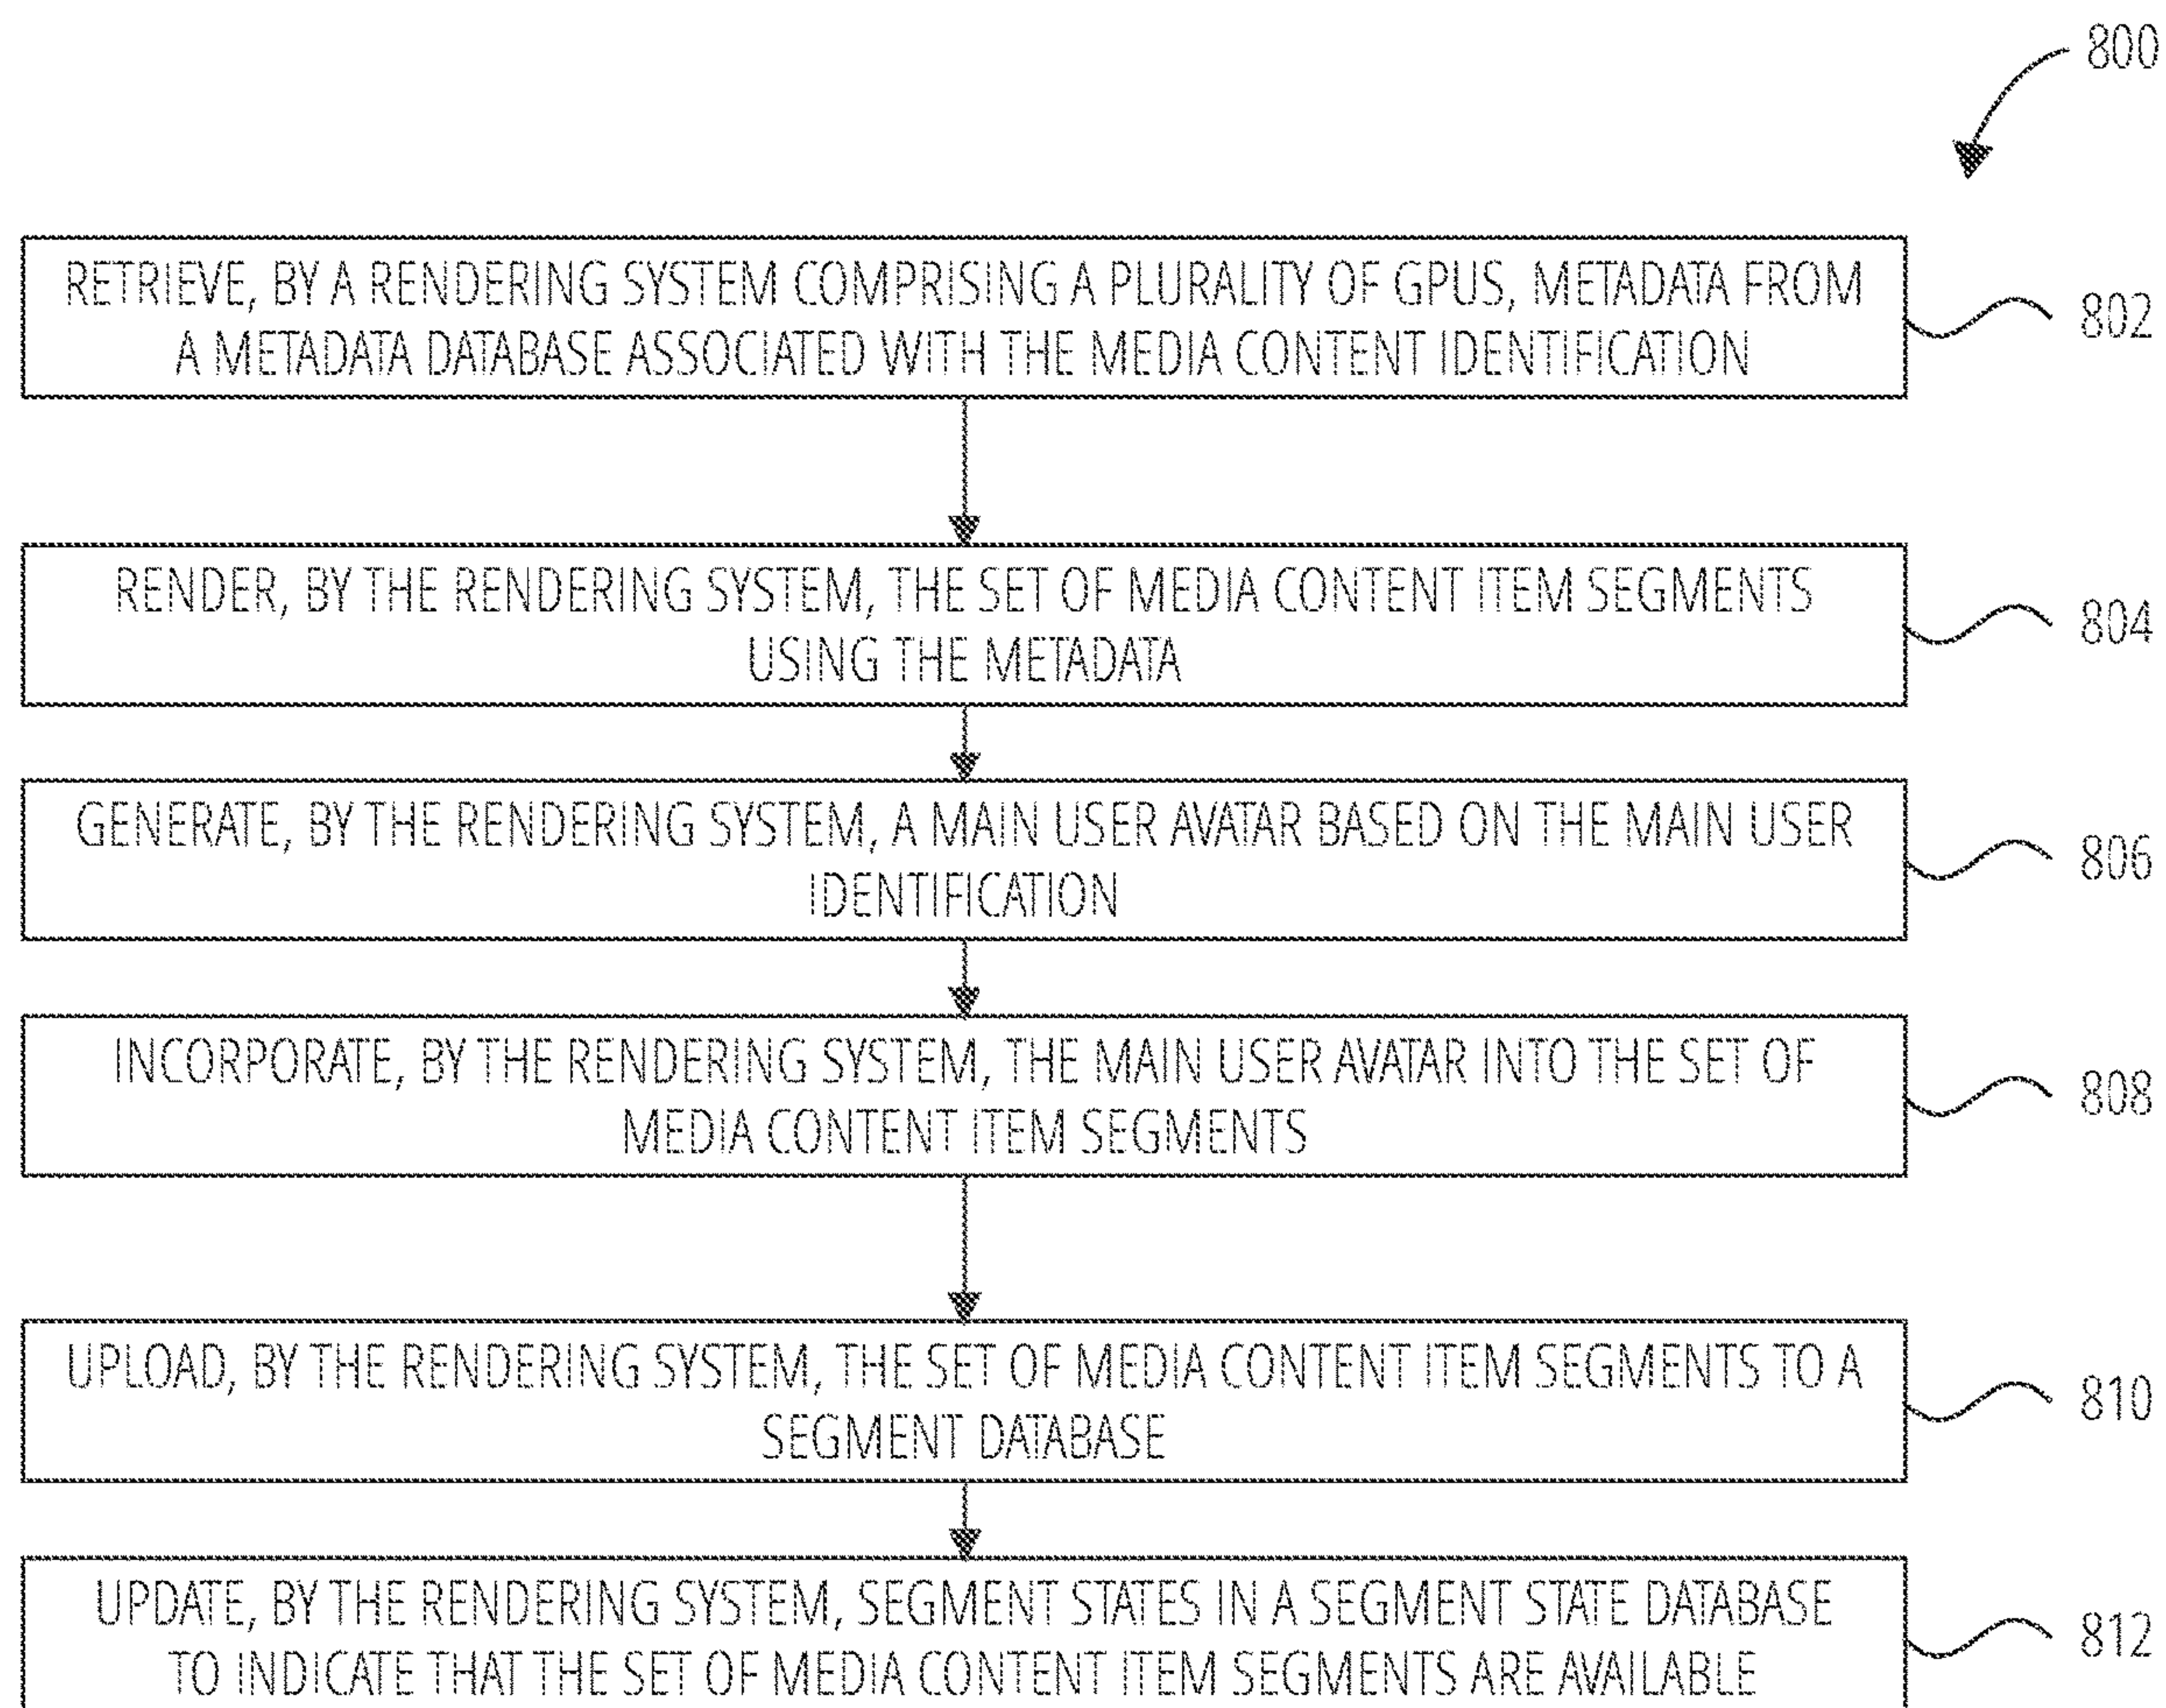 800
RETRIEVE, BY A RENDERING SYSTEM COMPRISING A PLURALITY OF GPUS, METADATA FROM
A METADATA DATABASE ASSOCIATED WITH THE MEDIA CONTENT IDENTIFICATION
802
RENDER, BY THE RENDERING SYSTEM, THE SET OF MEDIA CONTENT ITEM SEGMENTS
USING THE METADATA
804
GENERATE, BY THE RENDERING SYSTEM, A MAIN USER AVATAR BASED ON THE MAIN USER
IDENTIFICATION
806
INCORPORATE, BY THE RENDERING SYSTEM, THE MAIN USER AVATAR INTO THE SET OF
MEDIA CONTENT ITEM SEGMENTS
808
UPLOAD, BY THE RENDERING SYSTEM, THE SET OF MEDIA CONTENT ITEM SEGMENTS TO A
SEGMENT DATABASE
810
UPDATE, BY THE RENDERING SYSTEM, SEGMENT STATES IN A SEGMENT STATE DATABASE
TO INDICATE THAT THE SET OF MEDIA CONTENT ITEM SEGMENTS ARE AVAILABLE
812